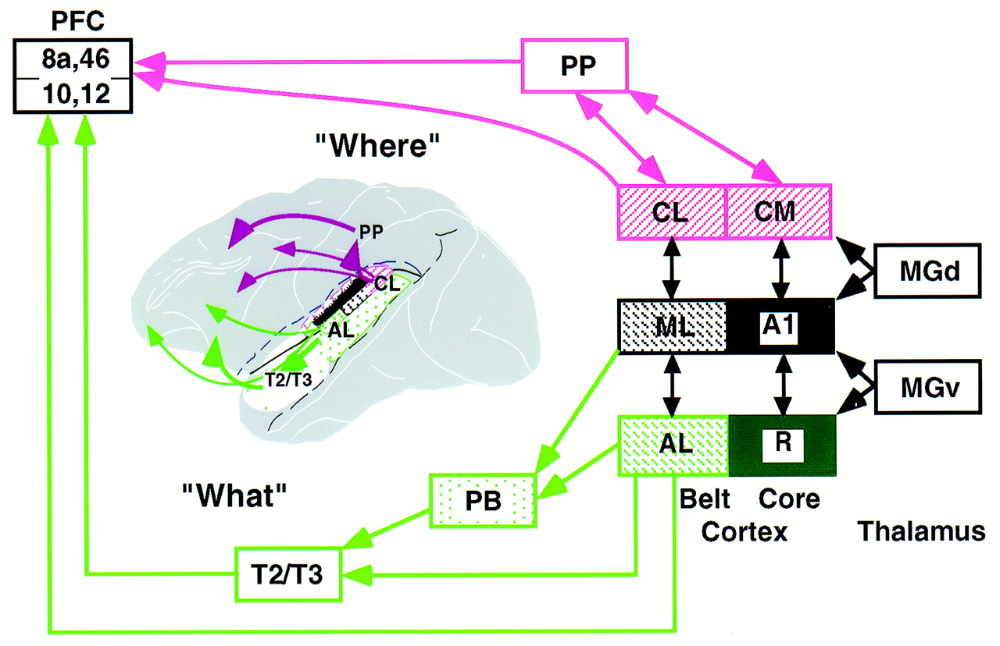 PFC
8a,46
10,12
PP
"Where"
CL
CM
MGd
PP
CL
ML
A1
AL
T2/T3
MGv
AL
R
"What"
PB
Belt
Core
Cortex
Thalamus
T2/T3